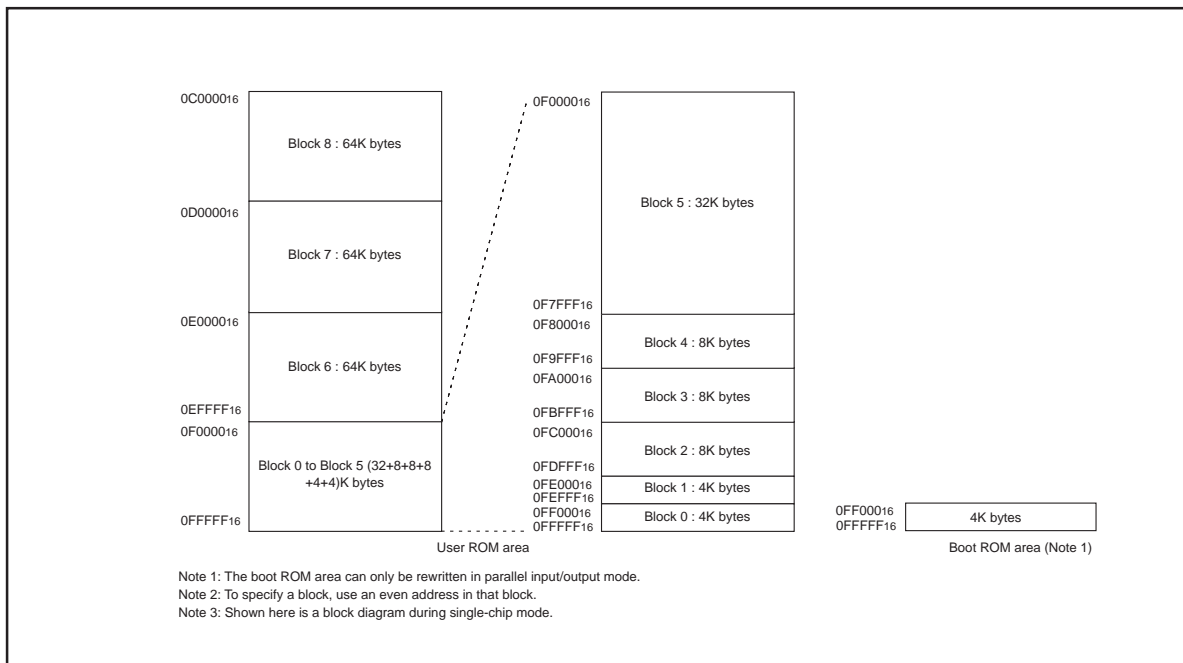 0C000016
Block 8 : 64K bytes
0D000016
Block 7 : 64K bytes
0E000016
Block 6 : 64K bytes
0EFFFF16
0F000016
Block 0 to Block 5 (32+8+8+8
+4+4)K bytes
0FFFFF16
0F000016
Block 5 : 32K bytes
0F7FFF16
0F800016
Block 4 : 8K bytes
0F9FFF16
0FA00016
Block 3 : 8K bytes
0FBFFF16
0FC00016
Block 2 : 8K bytes
0FDFFF16
0FE00016
Block 1 : 4K bytes
0FEFFF16
0FF00016
Block 0 : 4K bytes
0FFFFF16
User ROM area
0FF00016
4K bytes
0FFFFF16
Boot ROM area (Note 1)
Note 1: The boot ROM area can only be rewritten in parallel input/output mode.
Note 2: To specify a block, use an even address in that block.
Note 3: Shown here is a block diagram during single-chip mode.